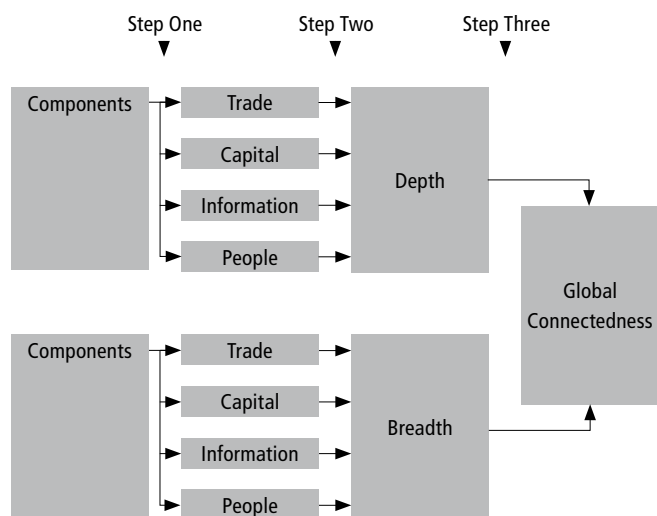 Step One Step Two Step Three
Components
Trade
Capital
Information
People
Depth
Global
Connectedness
Components
Trade
Capital
Information
People
Breadth